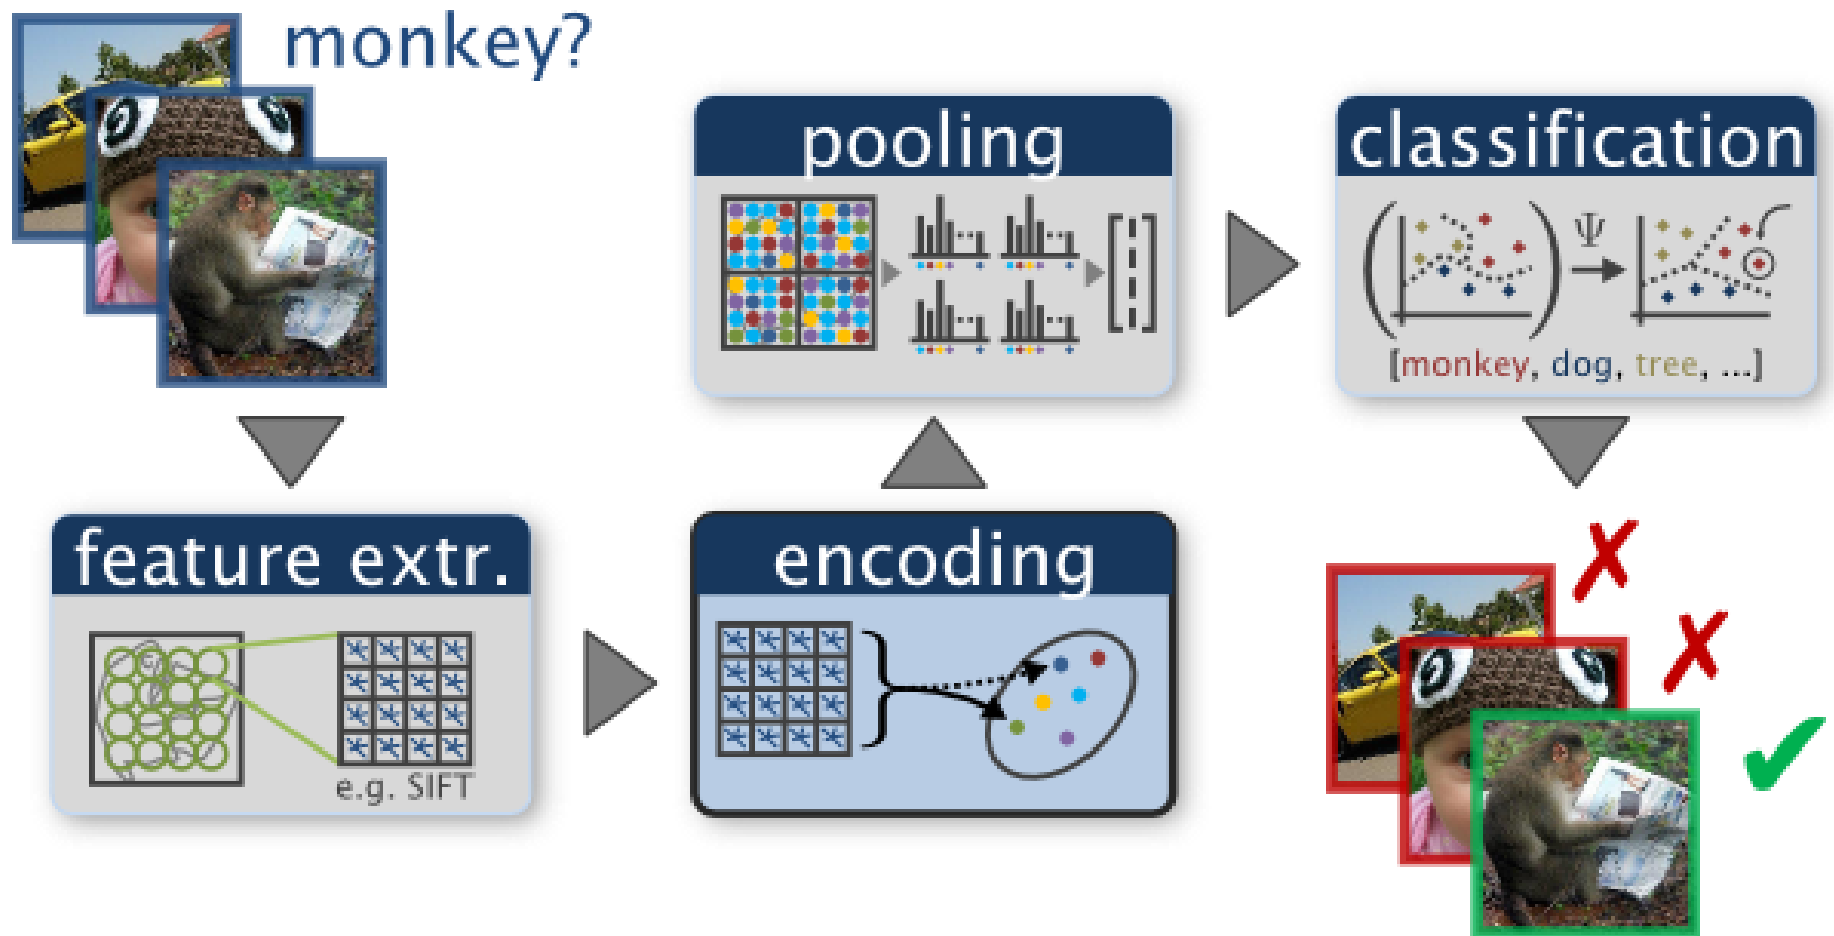 monkey?
feature extr.
e.g. SIFT
encoding
pooling
classification
Ψ
[monkey, dog, tree, ...]